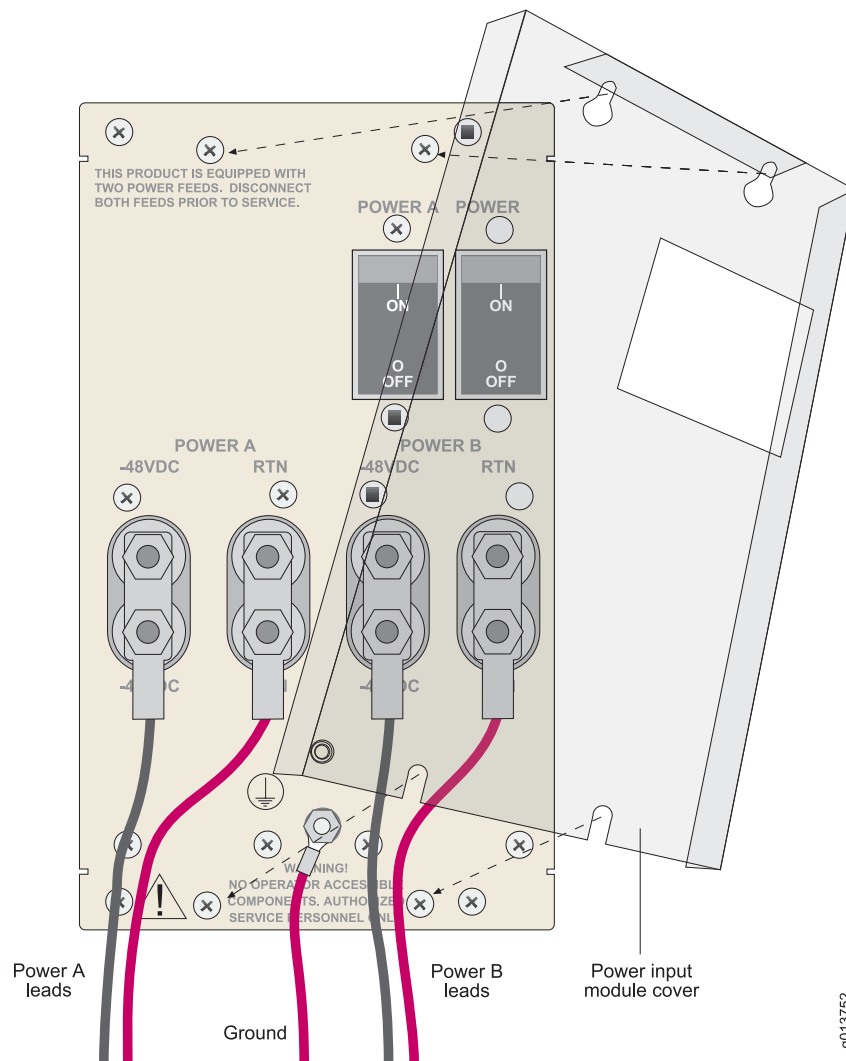 THIS PRODUCT IS EQUIPPED WITH
TWO POWER FEEDS. DISCONNECT
BOTH FEEDS PRIOR TO SERVICE.
POWER A POWER
ON ON
O O
OFF OFF
POWER A POWER B
-48VDC RTN -48VDC RTN
WARNING!
NO OPERATOR ACCESSIBLE
COMPONENTS. AUTHORIZED
SERVICE PERSONNEL ONLY
Power A
leads
Ground
Power B
leads
Power input
module cover
g013752